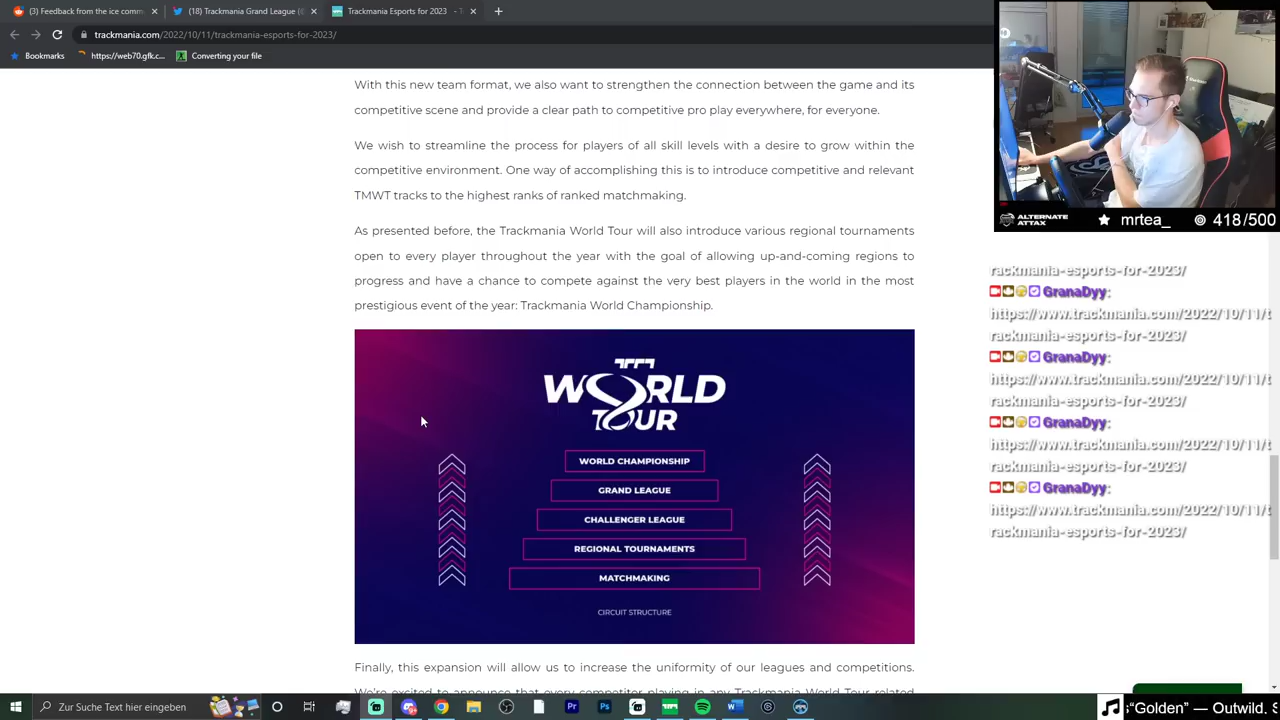 (3) Feedback from the ice comm
(18) Trackmania Grand League (
Trackmania Esports for 2023
trackmania.com/2022/10/11/trackmania-esports-for-2023/
Bookmarks
https://web70.gfk.c...
Converting your file
With this new team format, we also want to strengthen the connection between the game and its
competitive scene and provide a clear path to competitive pro play everywhere, for everyone.
We wish to streamline the process for players of all skill levels with a desire to grow within the
competitive environment. One way of accomplishing this is to introduce competitive and relevant
TMWT tracks to the highest ranks of ranked matchmaking.
As presented before, the Trackmania World Tour will also introduce various regional tournaments
open to every player throughout the year with the goal of allowing up-and-coming regions to
progress and have a chance to compete against the very best players in the world in the most
prestigious event of the year: Trackmania World Championship.
WORLD
TOUR
WORLD CHAMPIONSHIP
GRAND LEAGUE
CHALLENGER LEAGUE
REGIONAL TOURNAMENTS
MATCHMAKING
CIRCUIT STRUCTURE
Finally, this expansion will allow us to increase the uniformity of our leagues and competitions.
We're excited to announce that every competitor playing in any Trackmania World Tour related
ALTERNATE
ATTAX
mrtea_
418/500
rackmania-esports-for-2023/
GranaDyy:
https://www.trackmania.com/2022/10/11/t
rackmania-esports-for-2023/
GranaDyy:
https://www.trackmania.com/2022/10/11/t
rackmania-esports-for-2023/
GranaDyy:
https://www.trackmania.com/2022/10/11/t
rackmania-esports-for-2023/
GranaDyy:
https://www.trackmania.com/2022/10/11/t
rackmania-esports-for-2023/
Zur Suche Text hier eingeben
"Golden" — Outwild. S